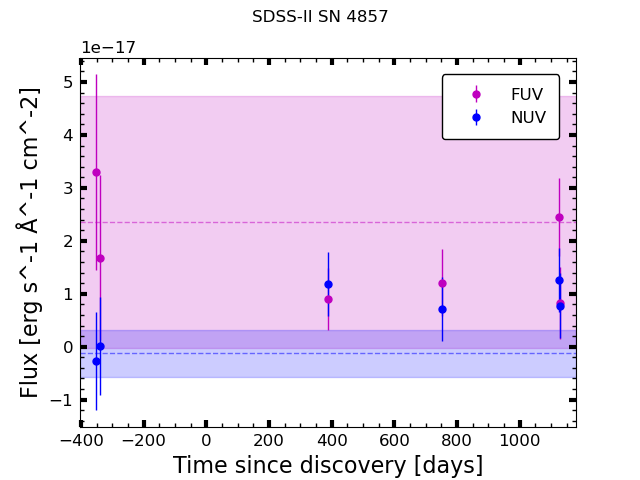 SDSS-II SN 4857
1e−17
FUV
NUV
5
4
3
2
1
0
−1
−400 −200 0 200 400 600 800 1000
Time since discovery [days]
Flux [erg s^-1 Å^-1 cm^-2]